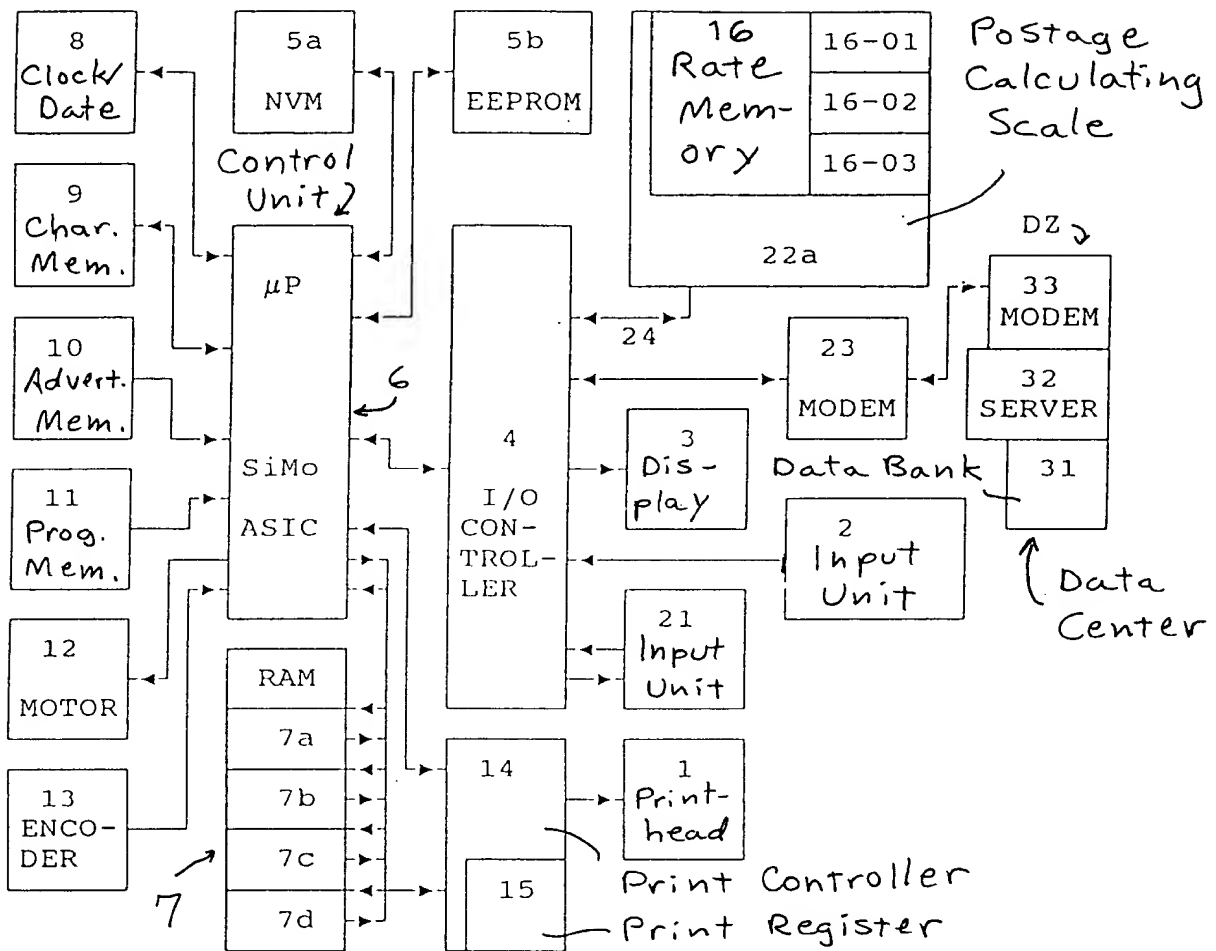 8
Clock/
Date
5a
NVM
5b
EEPROM
16
Rate
Mem-
ory
16-01
16-02
16-03
22a
Postage
Calculating
Scale
Control
Unit
9
Char.
Mem.
μP
SiMo
ASIC
6
10
Advert.
Mem.
11
Prog.
Mem.
12
MOTOR
13
ENCO-
DER
4
I/O
CON-
TROL-
LER
24
23
MODEM
DZ
33
MODEM
32
SERVER
31
Data Bank
Data
Center
3
Dis-
play
2
Input
Unit
21
Input
Unit
RAM
7a
7b
7c
7d
7
14
15
1
Print-
head
Print Controller
Print Register